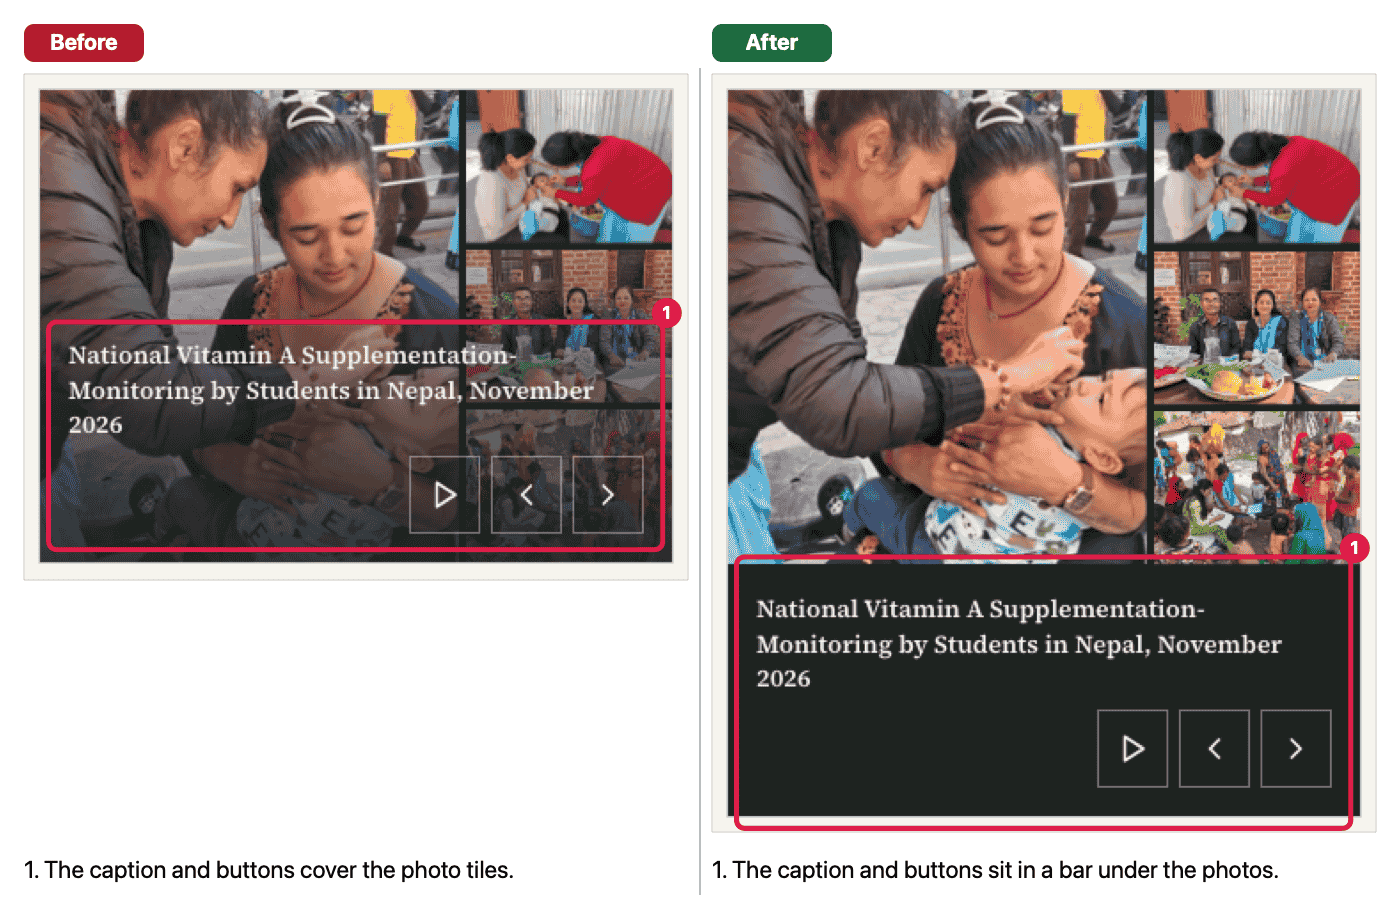 Before
1
National Vitamin A Supplementation-
Monitoring by Students in Nepal, November
2026
1. The caption and buttons cover the photo tiles.
After
1
National Vitamin A Supplementation-
Monitoring by Students in Nepal, November
2026
1. The caption and buttons sit in a bar under the photos.